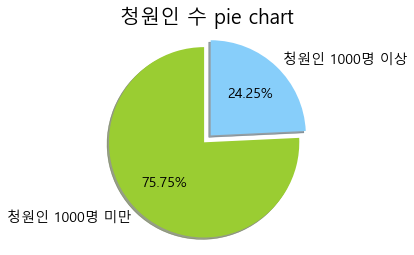 청원인 수 pie chart
청원인 1000명 이상
24.25%
75.75%
청원인 1000명 미만